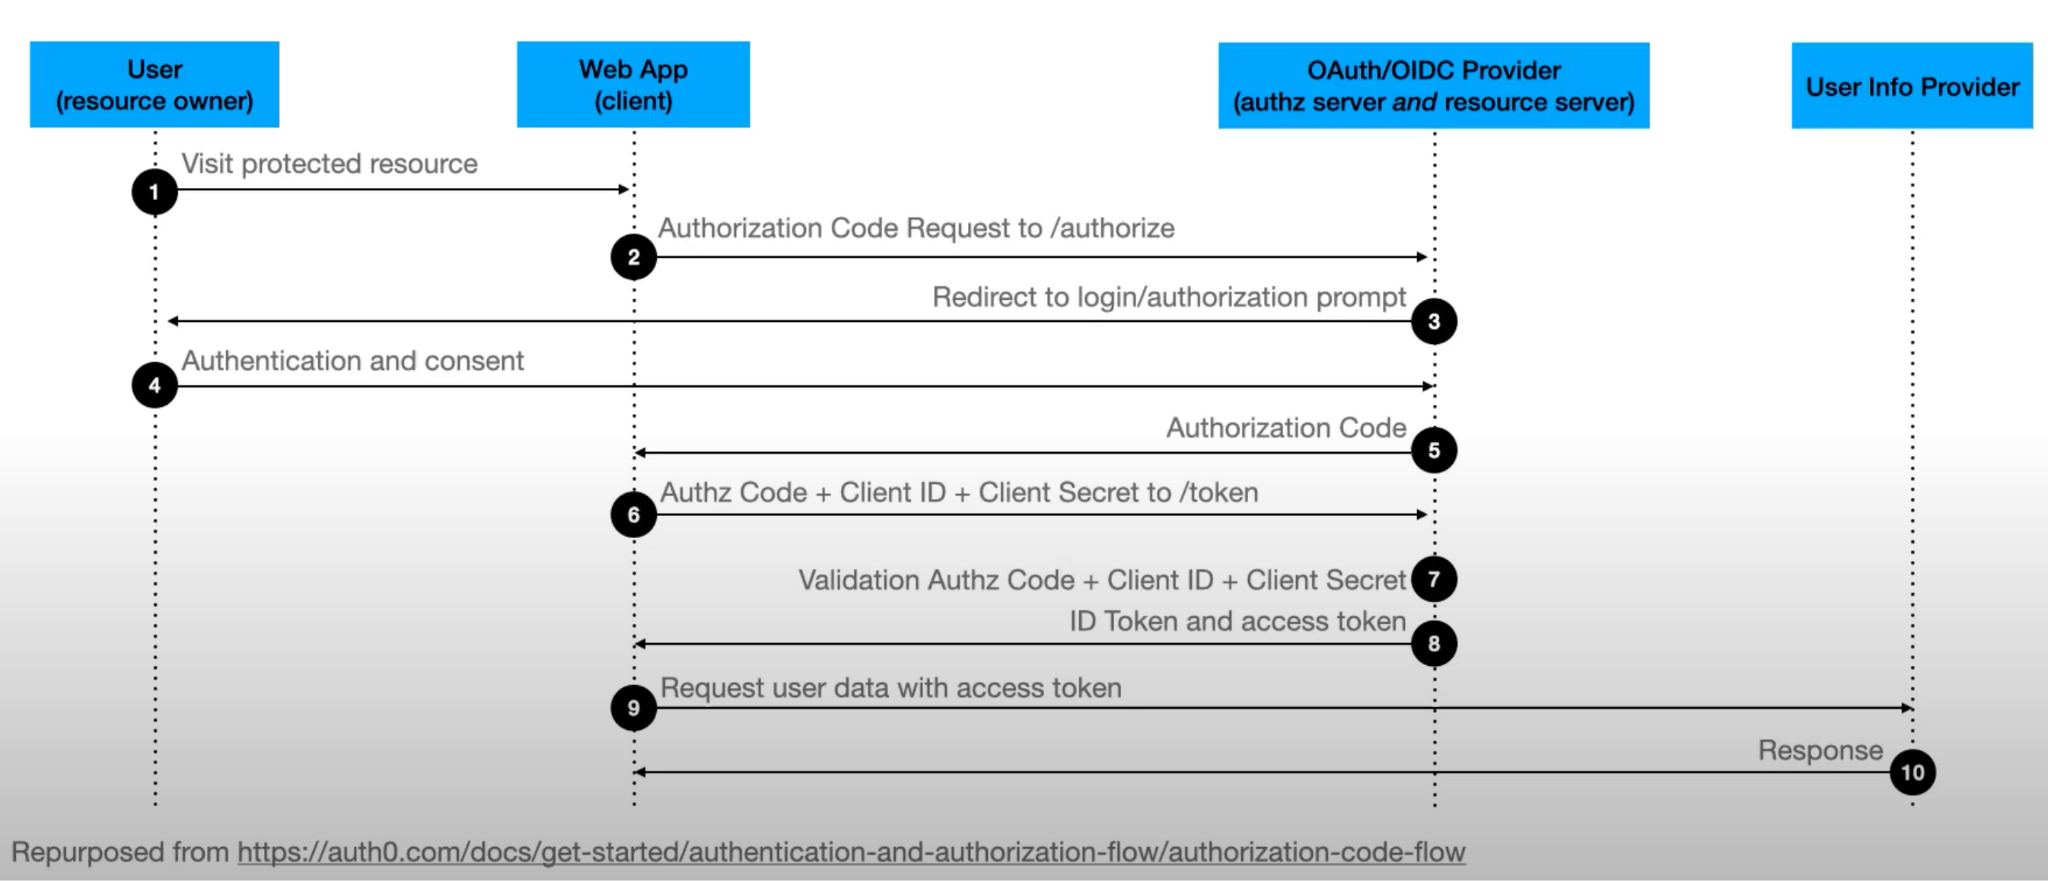 User
(resource owner)
Web App
(client)
OAuth/OIDC Provider
(authz server and resource server)
User Info Provider
1
Visit protected resource
2
Authorization Code Request to /authorize
Redirect to login/authorization prompt
3
4
Authentication and consent
Authorization Code
5
6
Authz Code + Client ID + Client Secret to /token
Validation Authz Code + Client ID + Client Secret
7
ID Token and access token
8
9
Request user data with access token
Response
10
Repurposed from https://auth0.com/docs/get-started/authentication-and-authorization-flow/authorization-code-flow